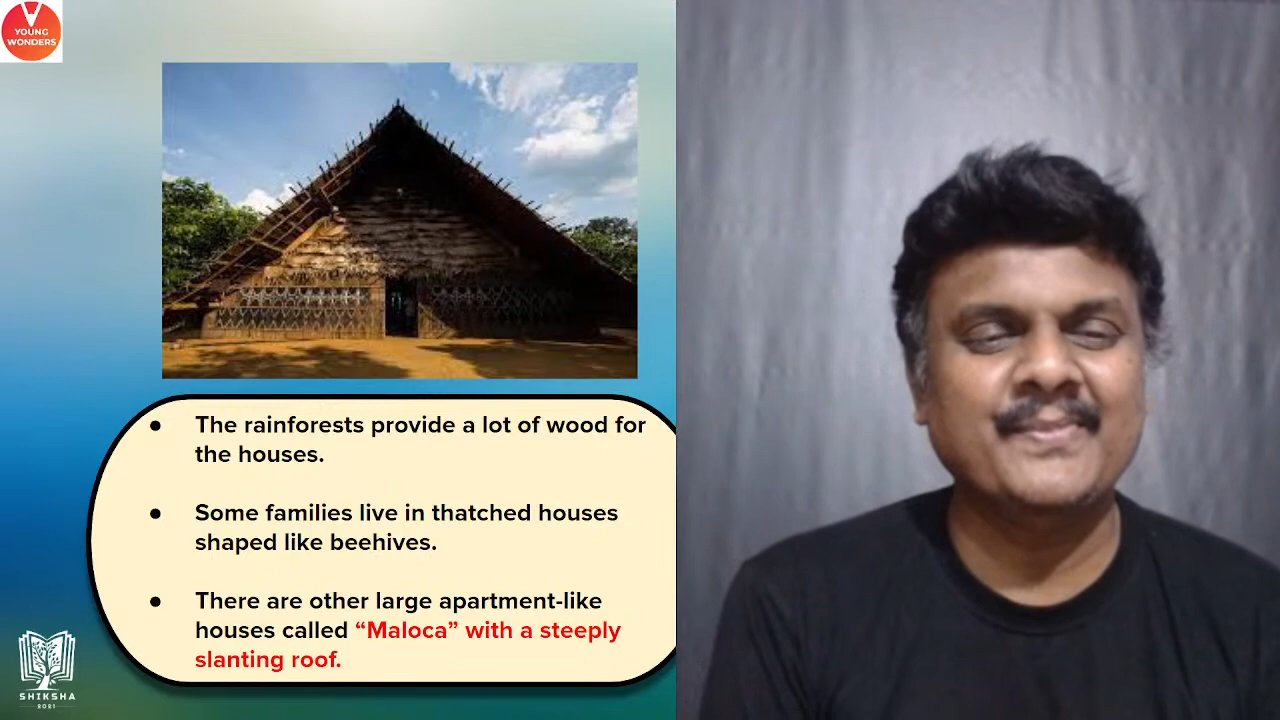 YOUNG
WONDERS
● The rainforests provide a lot of wood for
the houses.
● Some families live in thatched houses
shaped like beehives.
● There are other large apartment-like
houses called “Maloca” with a steeply
slanting roof.
SHIKSHA
2021